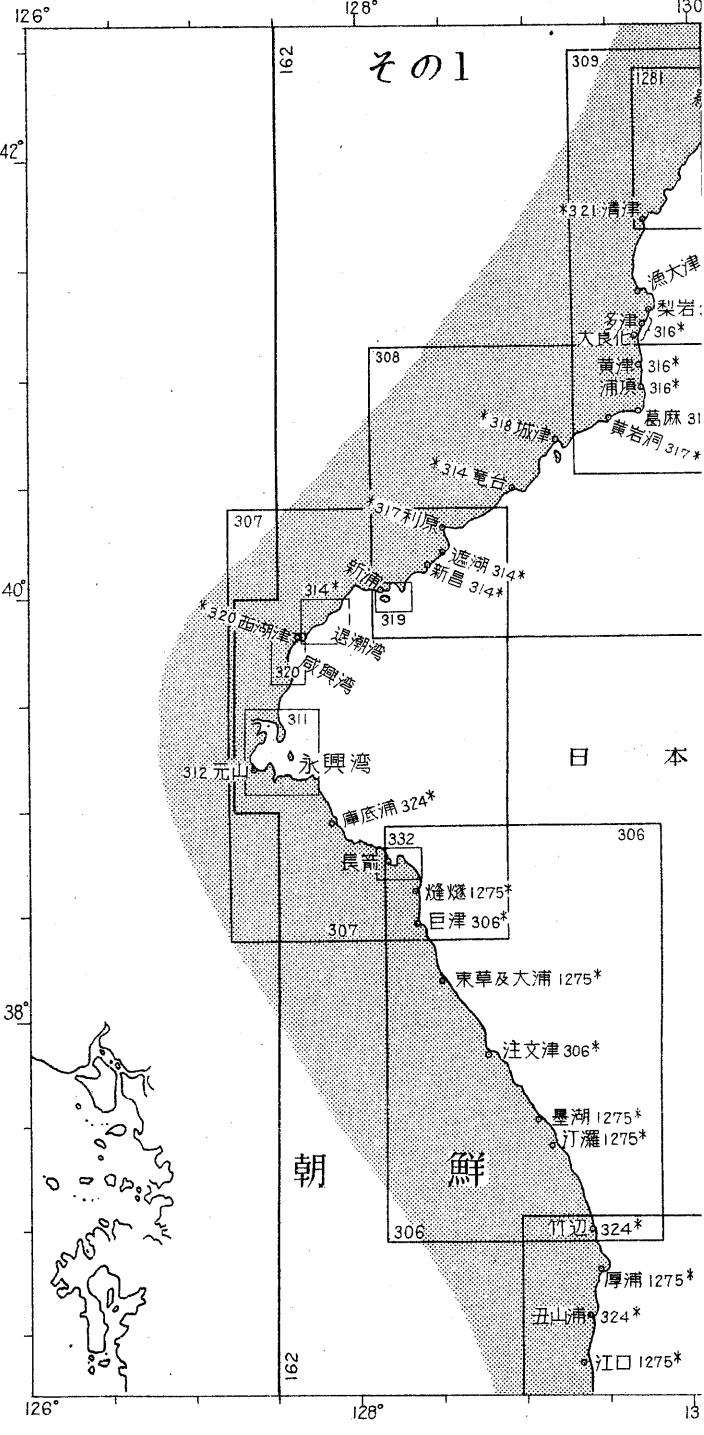 128°
130
162
その1
309
1281
42°
*321 清津
漁大津
梨岩
多津
316*
大良化
308
黄津 316*
浦項 316*
葛麻 31
*318 城津
黄岩洞 317*
*314 竜台
307
*317 利原
遮湖 314*
新昌 314*
新浦
40°
314*
319
*320 西湖津
退潮湾
320
咸興湾
311
312 元山
永興湾
日本
庫底浦 324*
306
332
長箭
巨津 306*
307
束草及大浦 1275*
38°
注文津 306*
墨湖 1275*
汀羅 1275*
朝鮮
竹辺 324*
306
厚浦 1275*
丑山浦 324*
江口 1275*
162
126°
128°
13